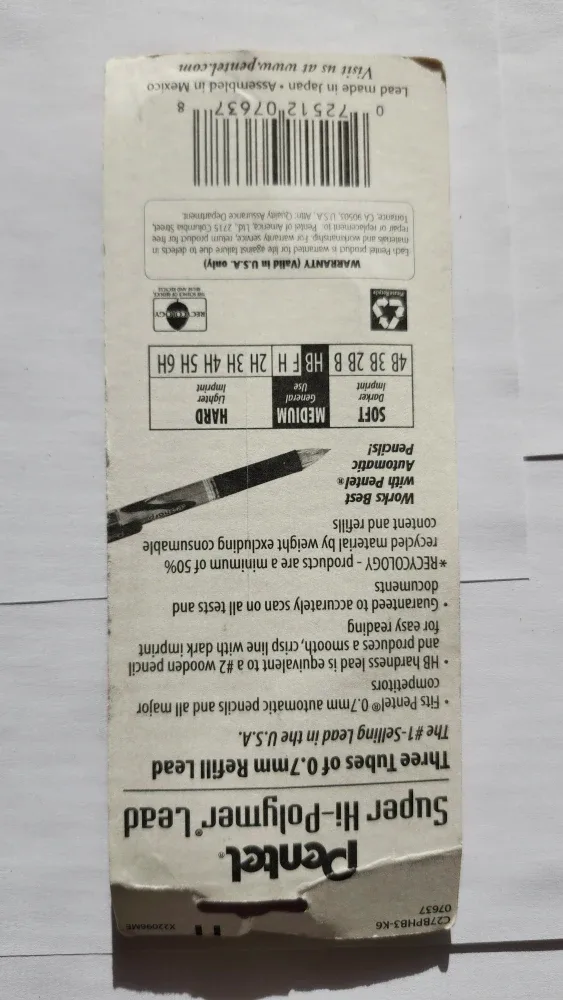 C27BPHB3-K6
07637
Pentel®
Super Hi-Polymer® Lead
Three Tubes of 0.7mm Refill Lead
The #1-Selling Lead in the U.S.A.
• Fits Pentel® 0.7mm automatic pencils and all major
competitors
• HB hardness lead is equivalent to a #2 wooden pencil
and produces a smooth, crisp line with dark imprint
for easy reading
• Guaranteed to accurately scan on all tests and
documents
*RECYCOLOGY - products are a minimum of 50%
recycled material by weight excluding consumable
content and refills
Works Best
with Pentel®
Automatic
Pencils!
SOFT
Darker
Imprint
MEDIUM
General
Use
HARD
Lighter
Imprint
4B 3B 2B B HB F H 2H 3H 4H 5H 6H
Please Recycle
RECYCOLOGY
WARRANTY (Valid in U.S.A. only)
Each Pentel product is warranted for life against failure due to defects in
materials and workmanship. For warranty service, return product for free
repair or replacement to: Pentel of America, Ltd., 2715 Columbia Street,
Torrance, CA 90503, U.S.A. Attn: Quality Assurance Department.
0 72512 07637 8
Lead made in Japan • Assembled in Mexico
Visit us at www.pentel.com